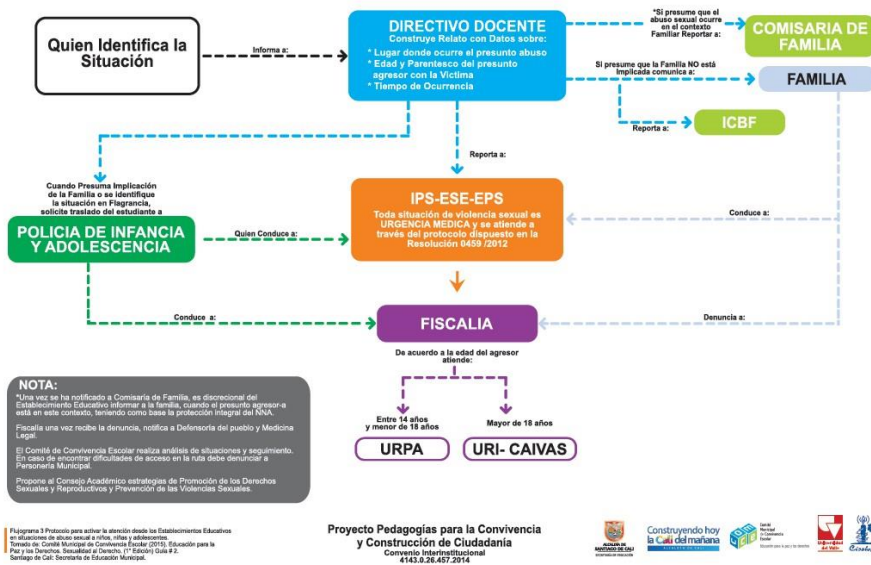 Quien Identifica la
Situación
Informa a:
DIRECTIVO DOCENTE
Construye Relato con Datos sobre:
* Lugar donde ocurre el presunto abuso
* Edad y Parentesco del presunto
agresor con la Victima
* Tiempo de Ocurrencia
*Si presume que el
abuso sexual ocurre
en el contexto
Familiar Reportar a:
COMISARIA DE
FAMILIA
Si presume que la Familia NO está
Implicada comunica a:
FAMILIA
Reporta a:
ICBF
Reporta a:
Cuando Presuma Implicación
de la Familia o se identifique
la situación en Flagrancia,
solicite traslado del estudiante a
POLICIA DE INFANCIA
Y ADOLESCENCIA
Quien Conduce a:
IPS-ESE-EPS
Toda situación de violencia sexual es
URGENCIA MEDICA y se atiende a
través del protocolo dispuesto en la
Resolución 0459 /2012
Conduce a:
Conduce a:
FISCALIA
Denuncia a:
De acuerdo a la edad del agresor
atiende:
Entre 14 años
y menor de 18 años
Mayor de 18 años
URPA
URI- CAIVAS
NOTA:
*Una vez se ha notificado a Comisaría de Familia, es discrecional del
Establecimiento Educativo informar a la familia, cuando el presunto agresor-a
está en este contexto, teniendo como base la protección integral del NNA.
Fiscalía una vez recibe la denuncia, notifica a Defensoría del pueblo y Medicina
Legal.
El Comité de Convivencia Escolar realiza análisis de situaciones y seguimiento.
En caso de encontrar dificultades de acceso en la ruta debe denunciar a
Personería Municipal.
Propone al Consejo Académico estrategias de Promoción de los Derechos
Sexuales y Reproductivos y Prevención de las Violencias Sexuales.
Flujograma 3 Protocolo para activar la atención desde los Establecimientos Educativos
en situaciones de abuso sexual a niños, niñas y adolescentes.
Tomado de: Comité Municipal de Convivencia Escolar (2015). Educación para la
Paz y los Derechos. Sexualidad al Derecho. (1° Edición) Guía # 2.
Santiago de Cali: Secretaría de Educación Municipal.
Proyecto Pedagogías para la Convivencia
y Construcción de Ciudadanía
Convenio Interinstitucional
4143.0.26.457.2014
ALCALDÍA DE
SANTIAGO DE CALI
Construyendo hoy
la Cali del mañana
Comité
Municipal
de Convivencia
Escolar
Universidad
del Valle